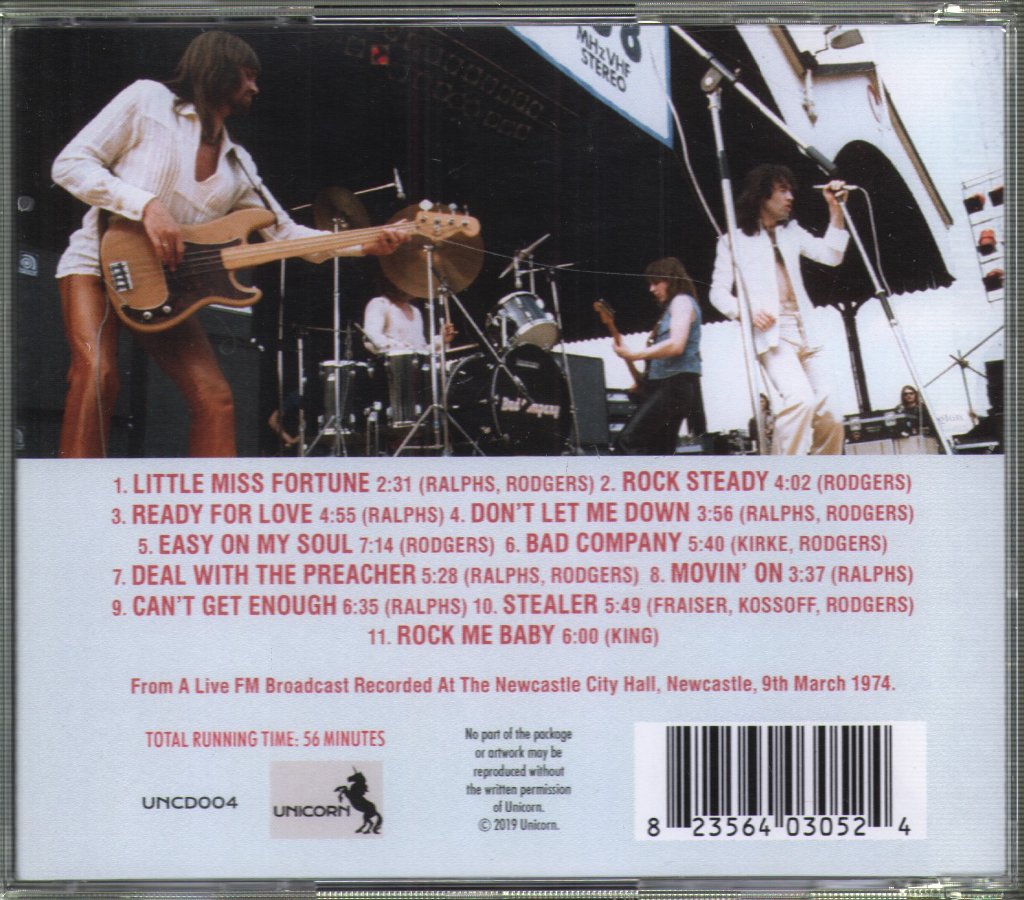 8
MHz VHF
STEREO
Bad Company
1. LITTLE MISS FORTUNE 2:31 (RALPHS, RODGERS) 2. ROCK STEADY 4:02 (RODGERS)
3. READY FOR LOVE 4:55 (RALPHS) 4. DON'T LET ME DOWN 3:56 (RALPHS, RODGERS)
5. EASY ON MY SOUL 7:14 (RODGERS) 6. BAD COMPANY 5:40 (KIRKE, RODGERS)
7. DEAL WITH THE PREACHER 5:28 (RALPHS, RODGERS) 8. MOVIN' ON 3:37 (RALPHS)
9. CAN'T GET ENOUGH 6:35 (RALPHS) 10. STEALER 5:49 (FRAISER, KOSSOFF, RODGERS)
11. ROCK ME BABY 6:00 (KING)
From A Live FM Broadcast Recorded At The Newcastle City Hall, Newcastle, 9th March 1974.
TOTAL RUNNING TIME: 56 MINUTES
UNCD004
UNICORN
No part of the package
or artwork may be
reproduced without
the written permission
of Unicorn.
© 2019 Unicorn.
8 23564 03052 4